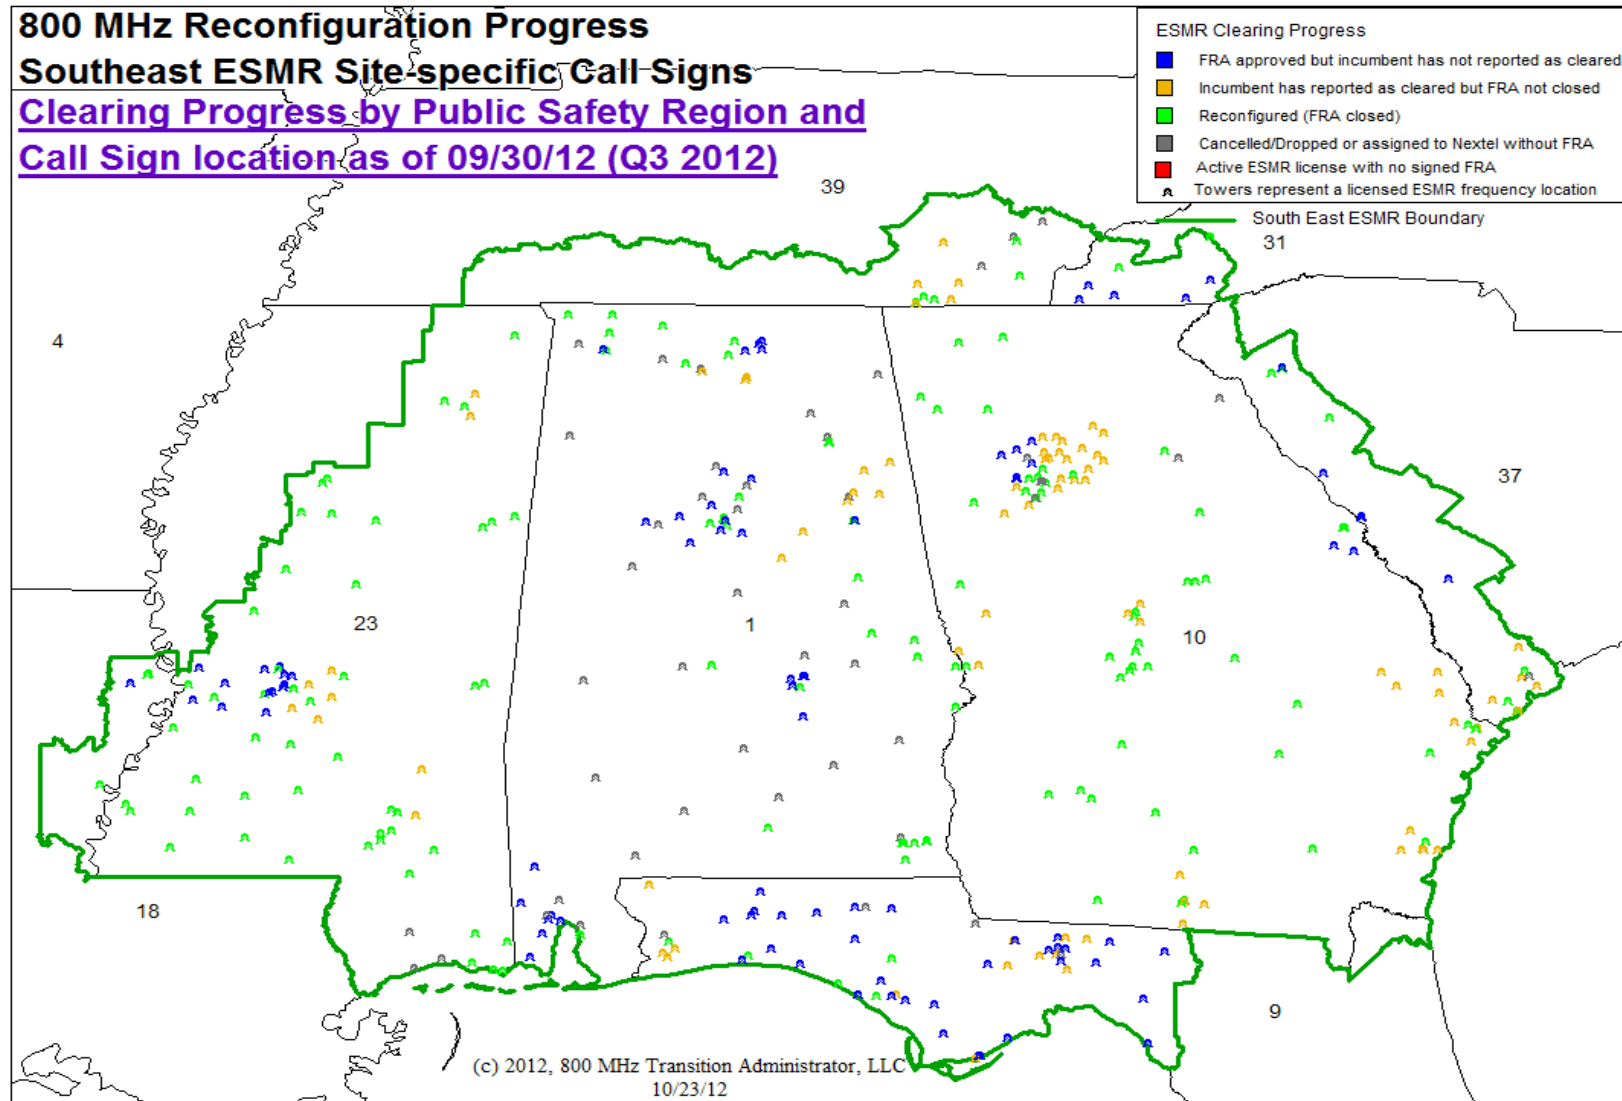 800 MHz Reconfiguration Progress
Southeast ESMR Site-specific Call Signs
Clearing Progress by Public Safety Region and
Call Sign location as of 09/30/12 (Q3 2012)
ESMR Clearing Progress
FRA approved but incumbent has not reported as cleared
Incumbent has reported as cleared but FRA not closed
Reconfigured (FRA closed)
Cancelled/Dropped or assigned to Nextel without FRA
Active ESMR license with no signed FRA
Towers represent a licensed ESMR frequency location
South East ESMR Boundary
39
31
4
37
23
1
10
18
9
(c) 2012, 800 MHz Transition Administrator, LLC
10/23/12